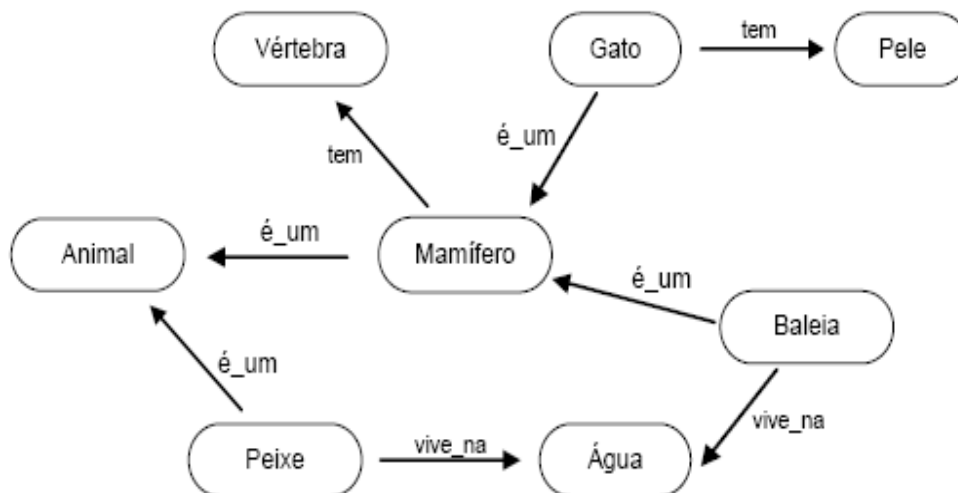 Vértebra
Gato
tem
Pele
é_um
tem
Animal
é_um
Mamífero
é_um
Baleia
é_um
vive_na
Peixe
vive_na
Água